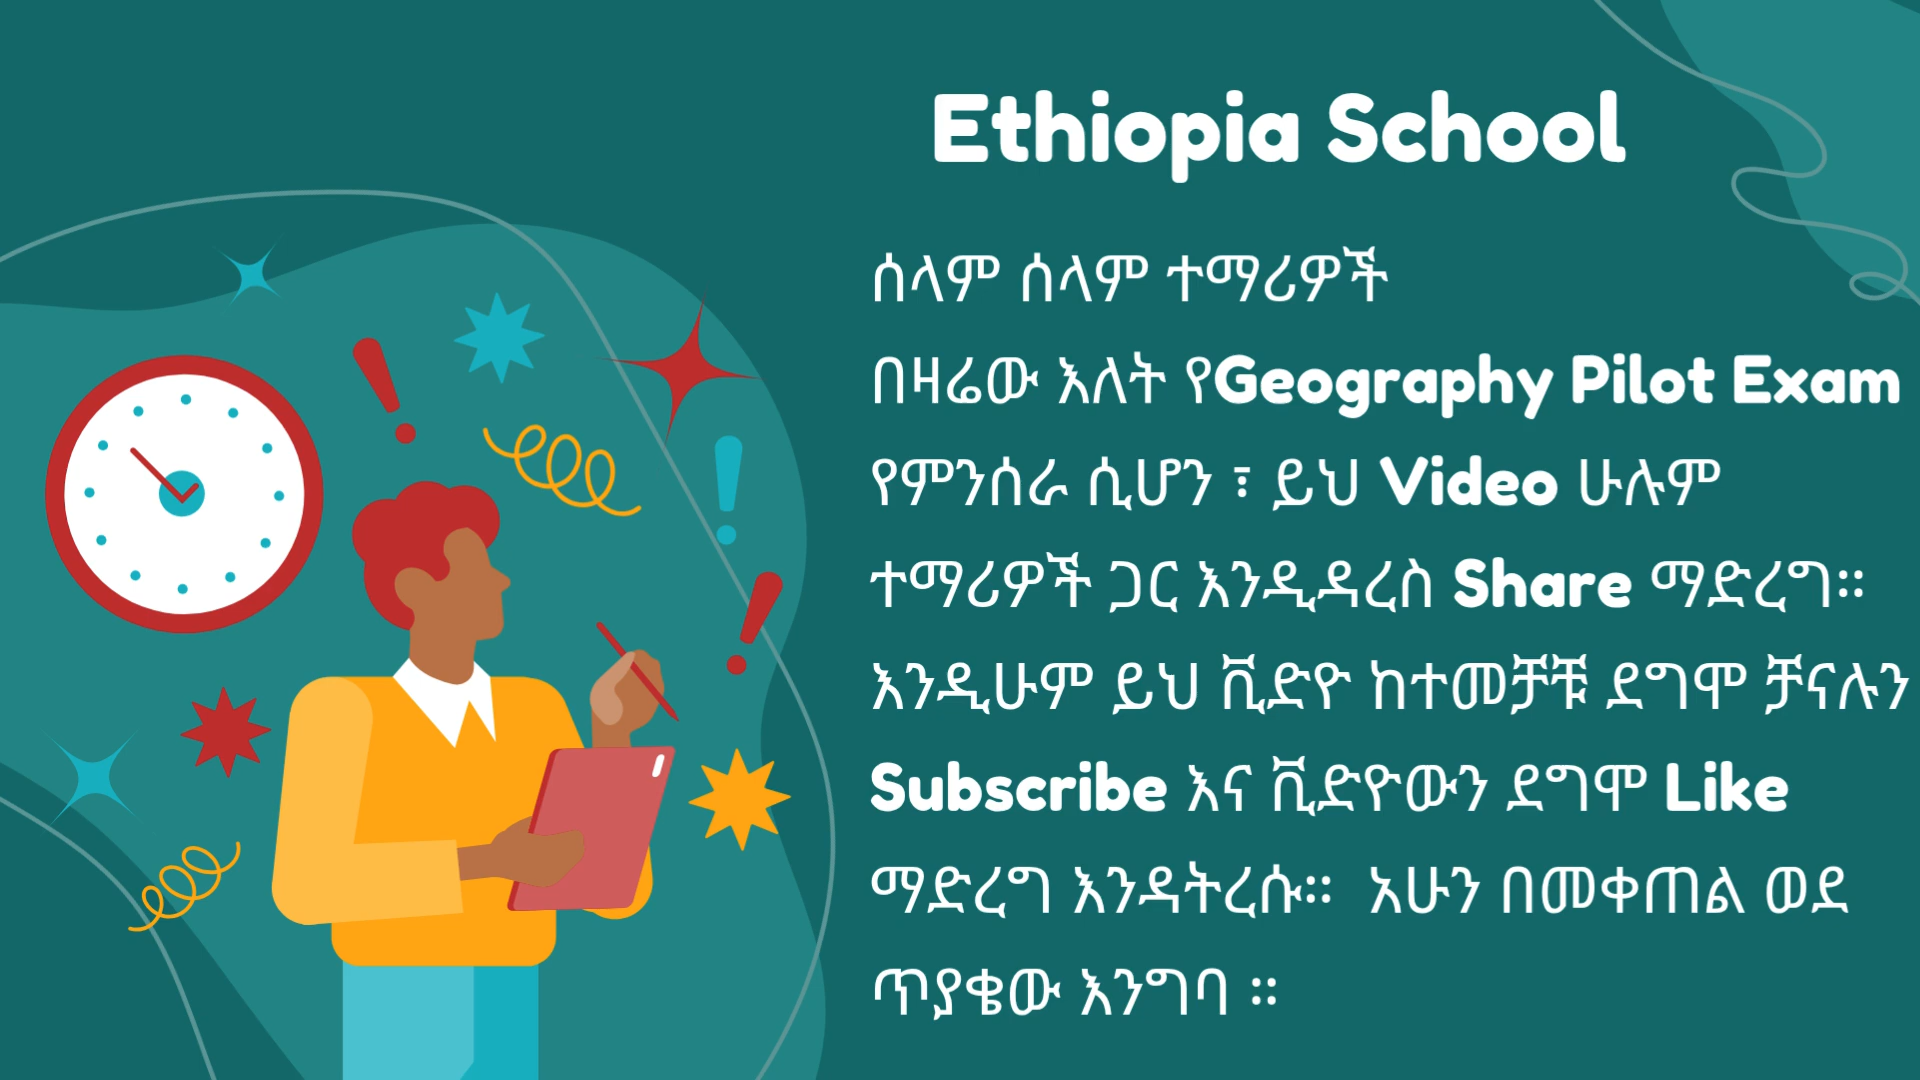 Ethiopia School
ሰላም ሰላም ተማሪዎች
በዛሬው እለት የGeography Pilot Exam
የምንሰራ ሲሆን ፣ ይህ Video ሁሉም
ተማሪዎች ጋር እንዲዳረስ Share ማድረግ።
እንዲሁም ይህ ቪድዮ ከተመቻቹ ደግሞ ቻናሉን
Subscribe እና ቪድዮውን ደግሞ Like
ማድረግ እንዳትረሱ። አሁን በመቀጠል ወደ
ጥያቄው እንግባ ።